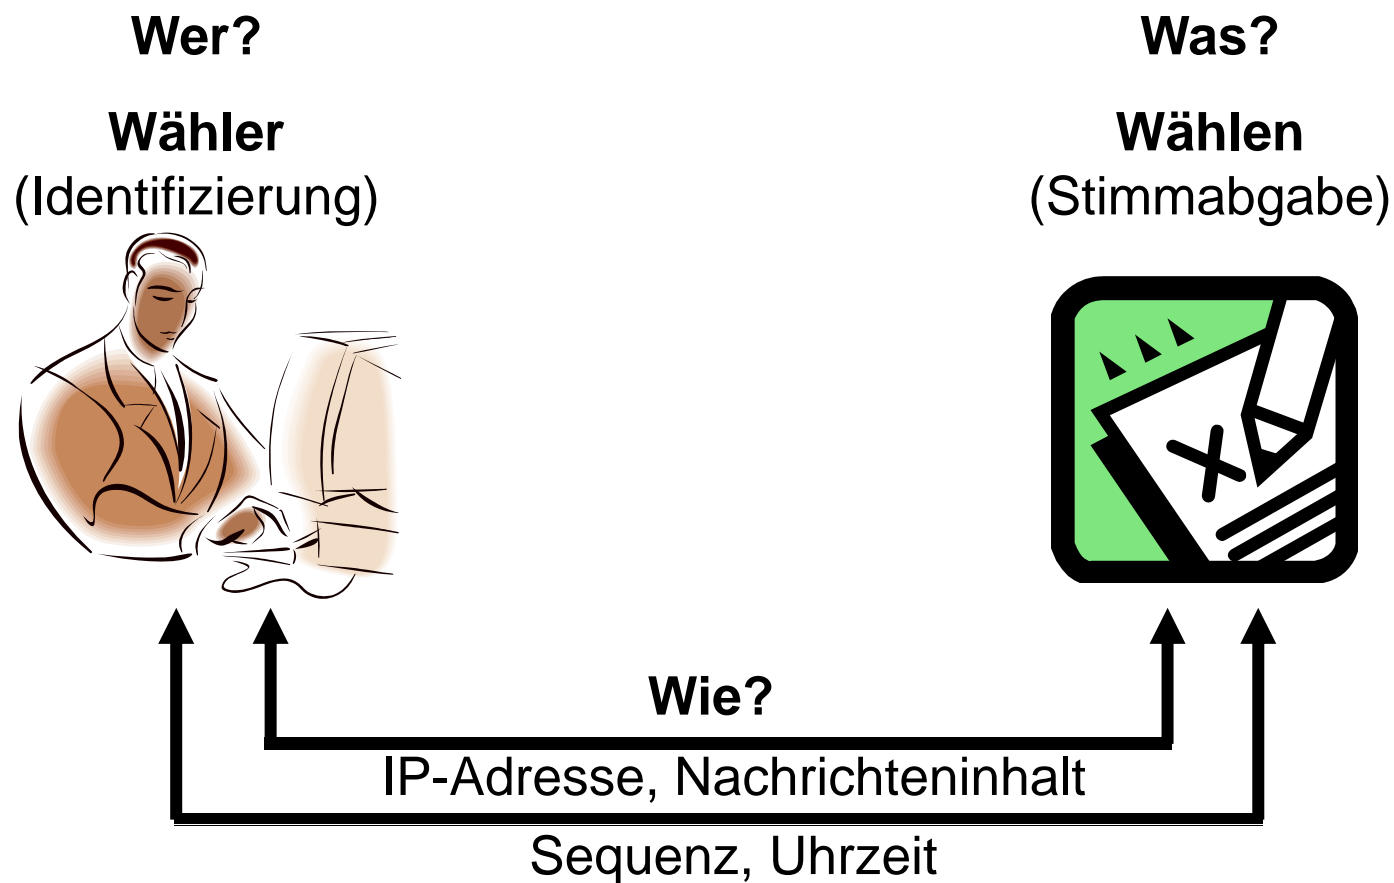 Wer?
Was?
Wähler
(Identifizierung)
Wählen
(Stimmabgabe)
Wie?
IP-Adresse, Nachrichteninhalt
Sequenz, Uhrzeit